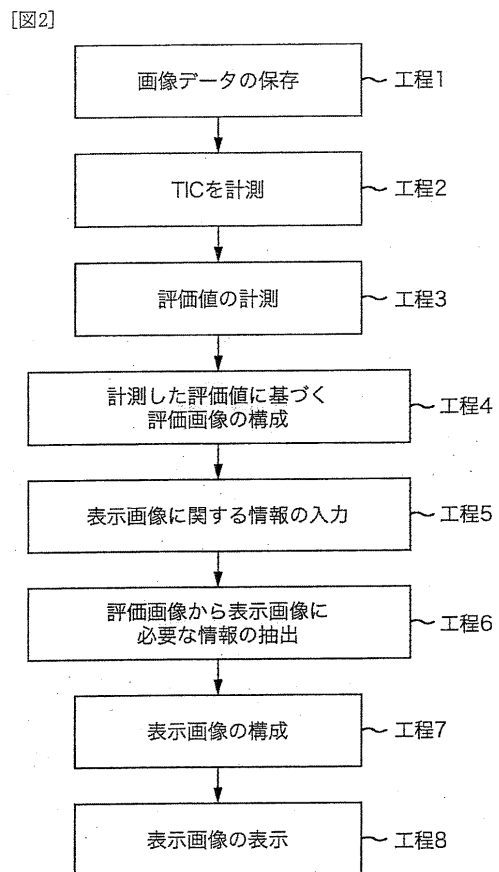 [図2]
画像データの保存
工程1
TICを計測
工程2
評価値の計測
工程3
計測した評価値に基づく
評価画像の構成
工程4
表示画像に関する情報の入力
工程5
評価画像から表示画像に
必要な情報の抽出
工程6
表示画像の構成
工程7
表示画像の表示
工程8